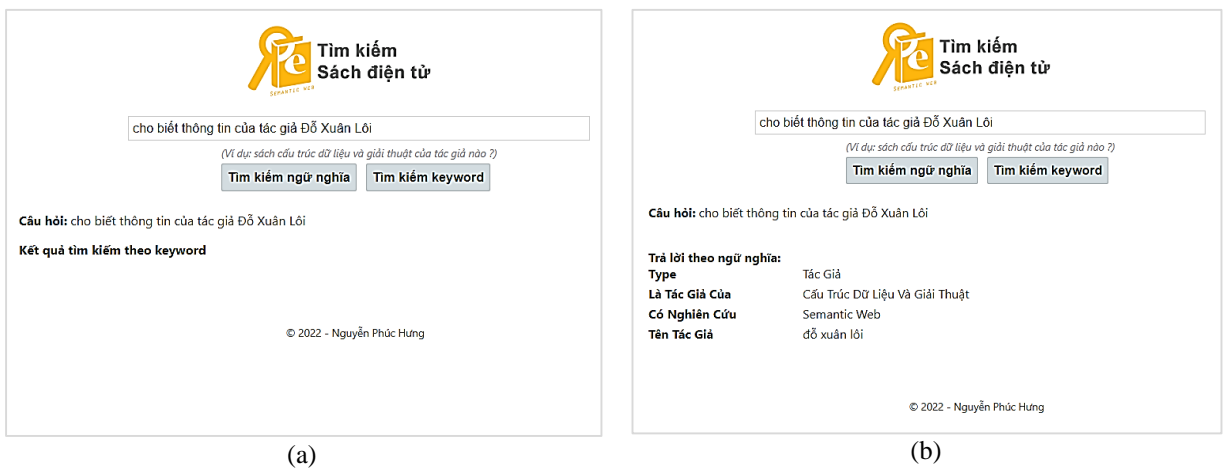 Pe
SEMANTIC WEB
Tìm kiếm
Sách điện tử
cho biết thông tin của tác giả Đỗ Xuân Lôi
(Ví dụ: sách cấu trúc dữ liệu và giải thuật của tác giả nào ?)
Tìm kiếm ngữ nghĩa Tìm kiếm keyword
Câu hỏi: cho biết thông tin của tác giả Đỗ Xuân Lôi
Kết quả tìm kiếm theo keyword
© 2022 - Nguyễn Phúc Hưng
(a)
Pe
SEMANTIC WEB
Tìm kiếm
Sách điện tử
cho biết thông tin của tác giả Đỗ Xuân Lôi
(Ví dụ: sách cấu trúc dữ liệu và giải thuật của tác giả nào ?)
Tìm kiếm ngữ nghĩa Tìm kiếm keyword
Câu hỏi: cho biết thông tin của tác giả Đỗ Xuân Lôi
Trả lời theo ngữ nghĩa:
Type Tác Giả
Là Tác Giả Của Cấu Trúc Dữ Liệu Và Giải Thuật
Có Nghiên Cứu Semantic Web
Tên Tác Giả đỗ xuân lôi
© 2022 - Nguyễn Phúc Hưng
(b)